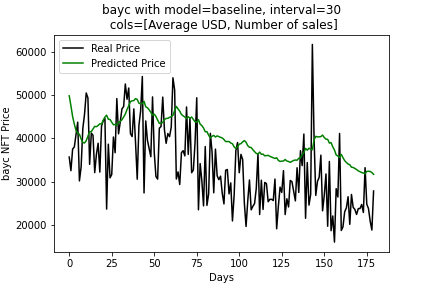 bayc with model=baseline, interval=30
cols=[Average USD, Number of sales]
Real Price
Predicted Price
bayc NFT Price
60000
50000
40000
30000
20000
0 25 50 75 100 125 150 175
Days